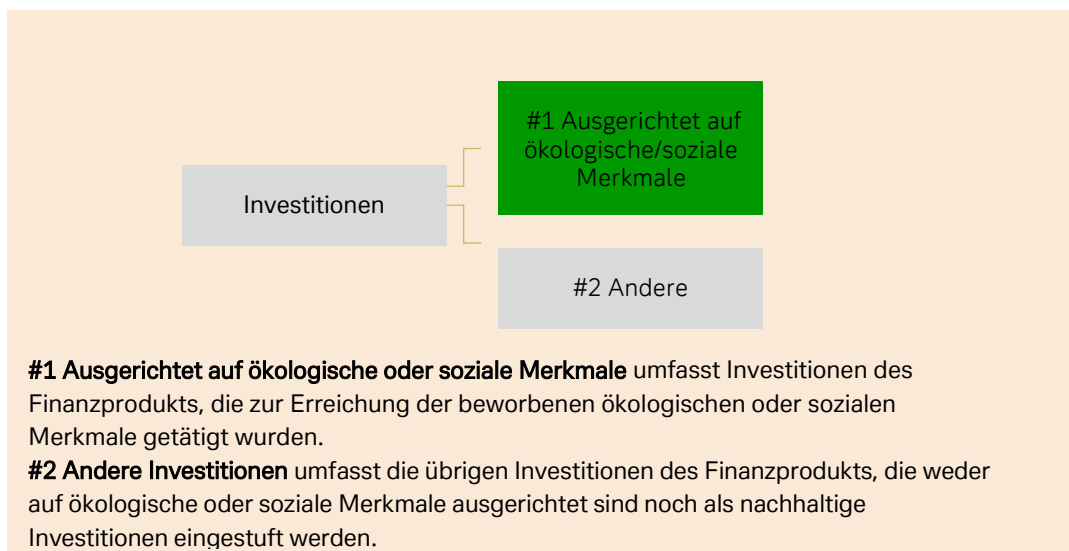 #1 Ausgerichtet auf
ökologische/soziale
Merkmale
Investitionen
#2 Andere
#1 Ausgerichtet auf ökologische oder soziale Merkmale umfasst Investitionen des
Finanzprodukts, die zur Erreichung der beworbenen ökologischen oder sozialen
Merkmale getätigt wurden.
#2 Andere Investitionen umfasst die übrigen Investitionen des Finanzprodukts, die weder
auf ökologische oder soziale Merkmale ausgerichtet sind noch als nachhaltige
Investitionen eingestuft werden.